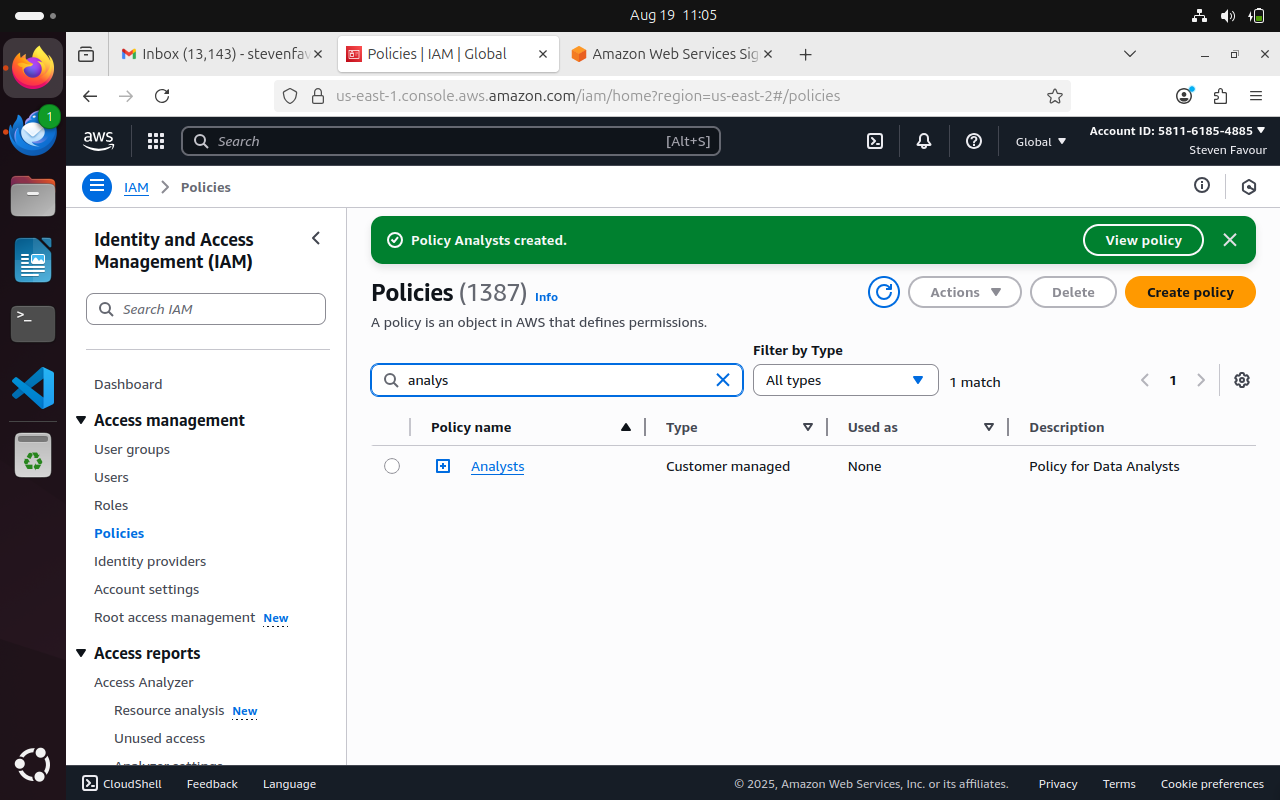 Aug 19 11:05
Inbox (13,143) - stevenfav
Policies | IAM | Global
Amazon Web Services Sig
us-east-1.console.aws.amazon.com/iam/home?region=us-east-2#/policies
1
aws
Search
[Alt+S]
Global
Account ID: 5811-6185-4885
Steven Favour
IAM
Policies
Identity and Access
Management (IAM)
Search IAM
Dashboard
Access management
User groups
Users
Roles
Policies
Identity providers
Account settings
Root access management New
Access reports
Access Analyzer
Resource analysis New
Unused access
Analyzer settings
Policy Analysts created.
View policy
Policies (1387) Info
Actions
Delete
Create policy
A policy is an object in AWS that defines permissions.
Filter by Type
analys
All types
1 match
1
Policy name
Type
Used as
Description
Analysts
Customer managed
None
Policy for Data Analysts
CloudShell
Feedback
Language
© 2025, Amazon Web Services, Inc. or its affiliates.
Privacy
Terms
Cookie preferences